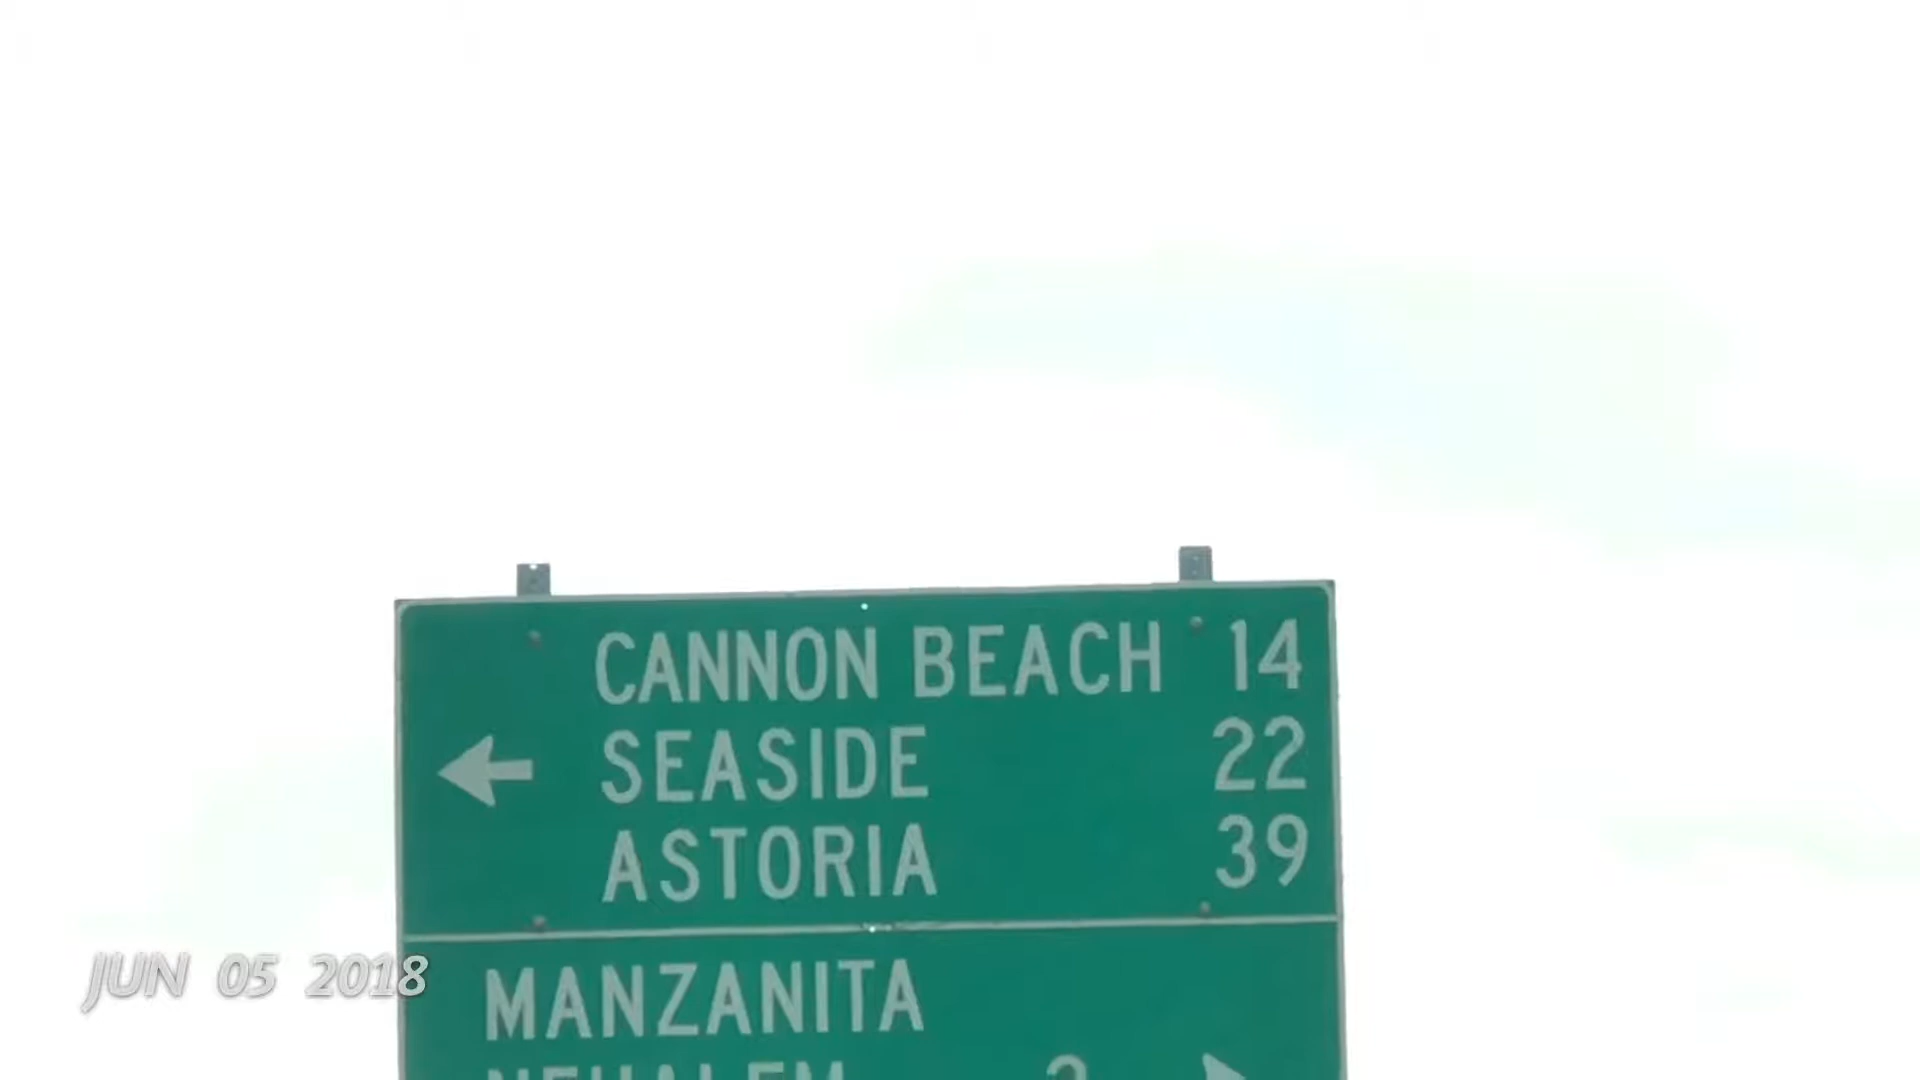 CANNON BEACH 14
SEASIDE 22
ASTORIA 39
MANZANITA
JUN 05 2018